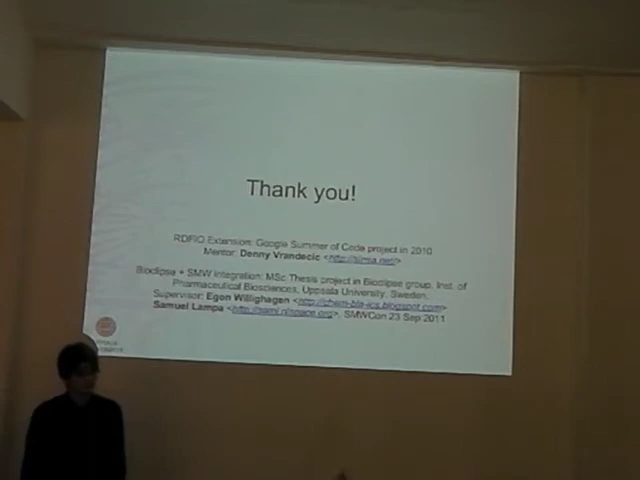 Thank you!
RDFIO Extension: Google Summer of Code project in 2010
Mentor: Denny Vrandecic <http://simia.net/>
Bioclipse + SMW Integration: MSc Thesis project in Bioclipse group, Inst. of
Pharmaceutical Biosciences, Uppsala University, Sweden.
Supervisor: Egon Willighagen <http://chem-bla-ics.blogspot.com>
Samuel Lampa <http://saml.rilspace.org>, SMWCon 23 Sep 2011